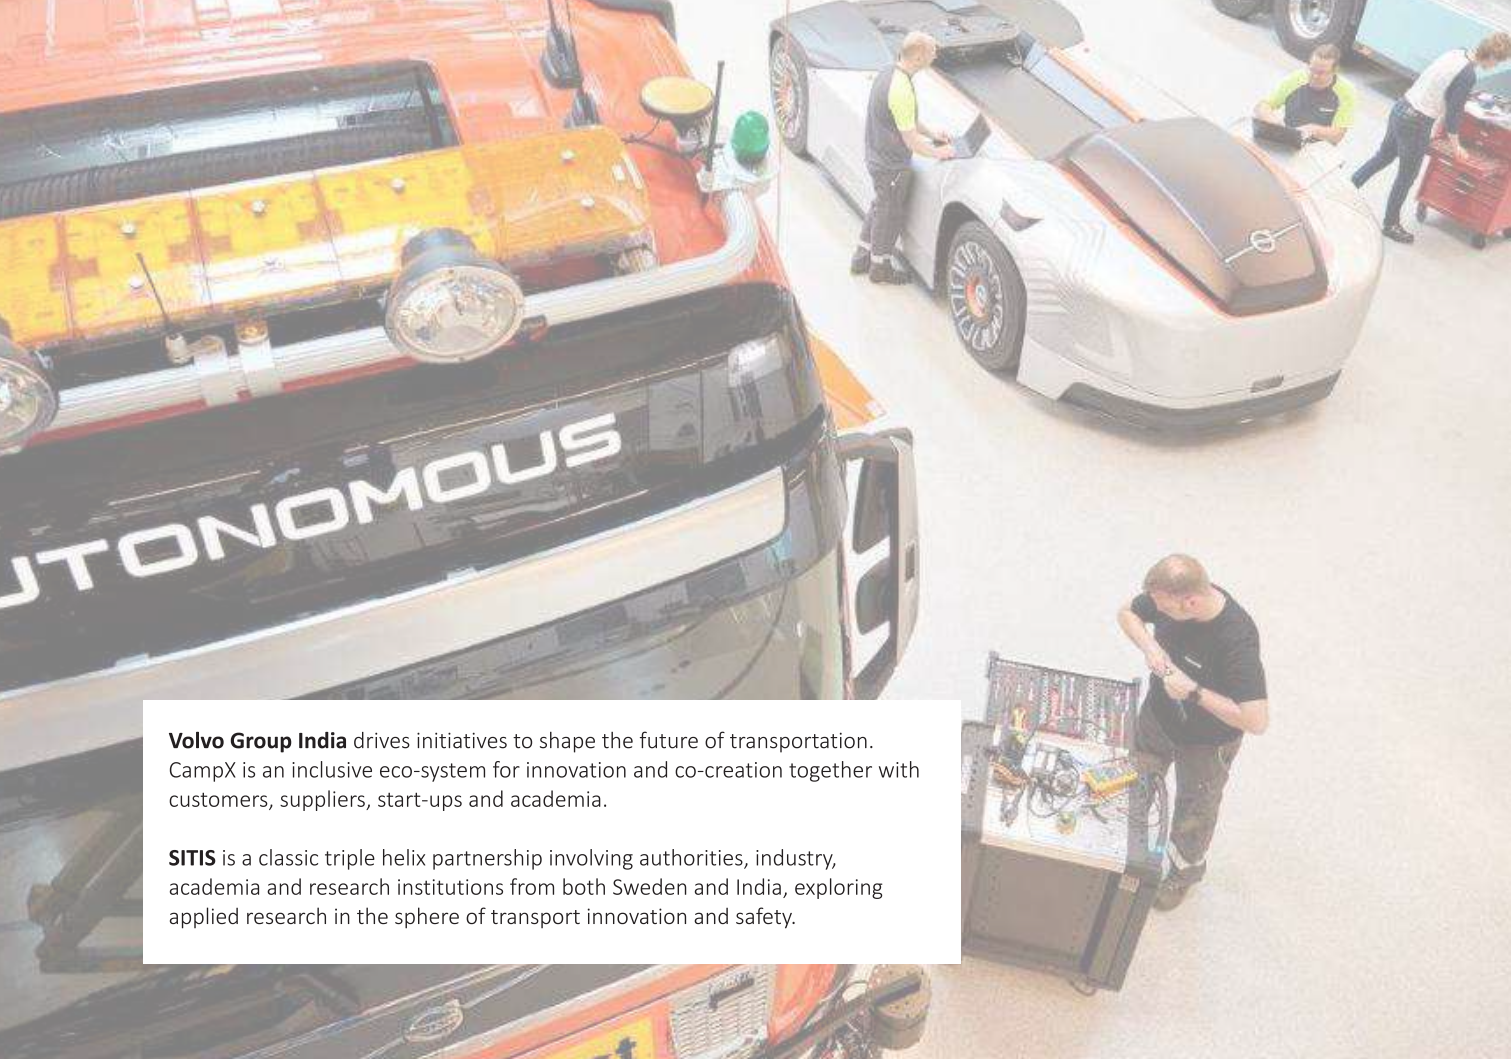 UTONOMOUS
Volvo Group India drives initiatives to shape the future of transportation.
CampX is an inclusive eco-system for innovation and co-creation together with
customers, suppliers, start-ups and academia.
SITIS is a classic triple helix partnership involving authorities, industry,
academia and research institutions from both Sweden and India, exploring
applied research in the sphere of transport innovation and safety.